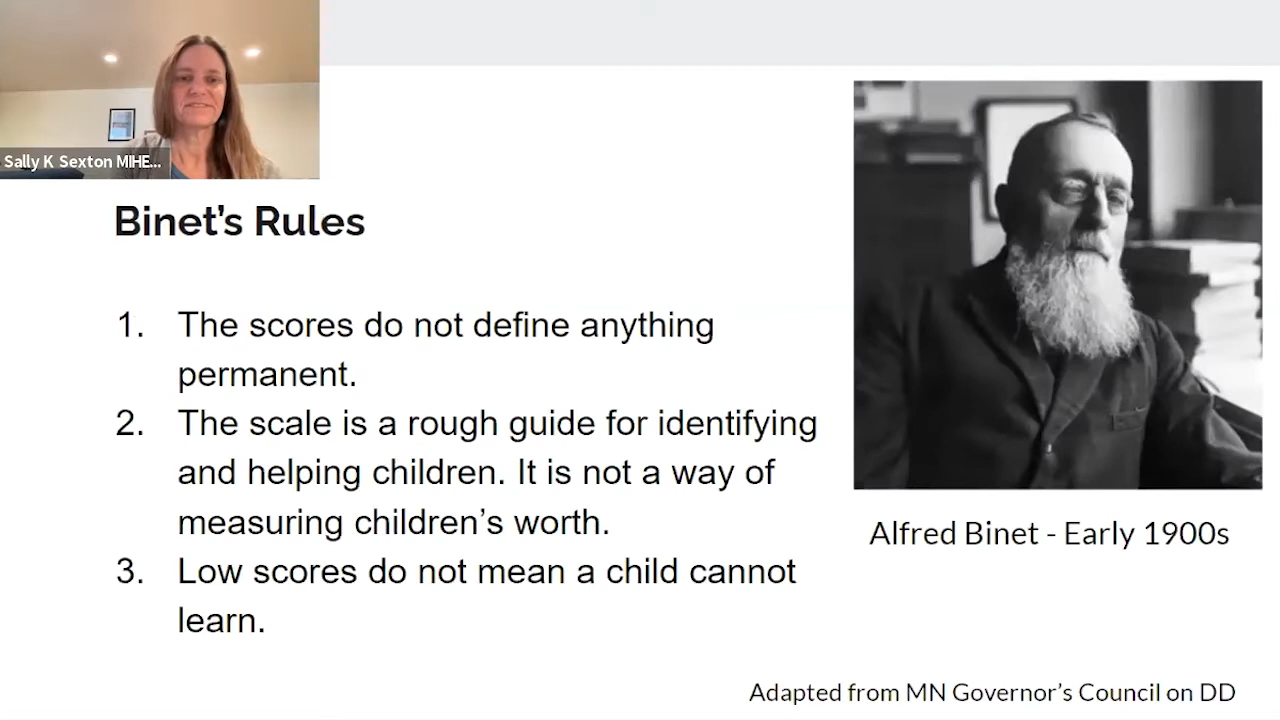 Sally K Sexton MIHE...
Binet’s Rules
1. The scores do not define anything
permanent.
2. The scale is a rough guide for identifying
and helping children. It is not a way of
measuring children’s worth.
3. Low scores do not mean a child cannot
learn.
Alfred Binet - Early 1900s
Adapted from MN Governor’s Council on DD